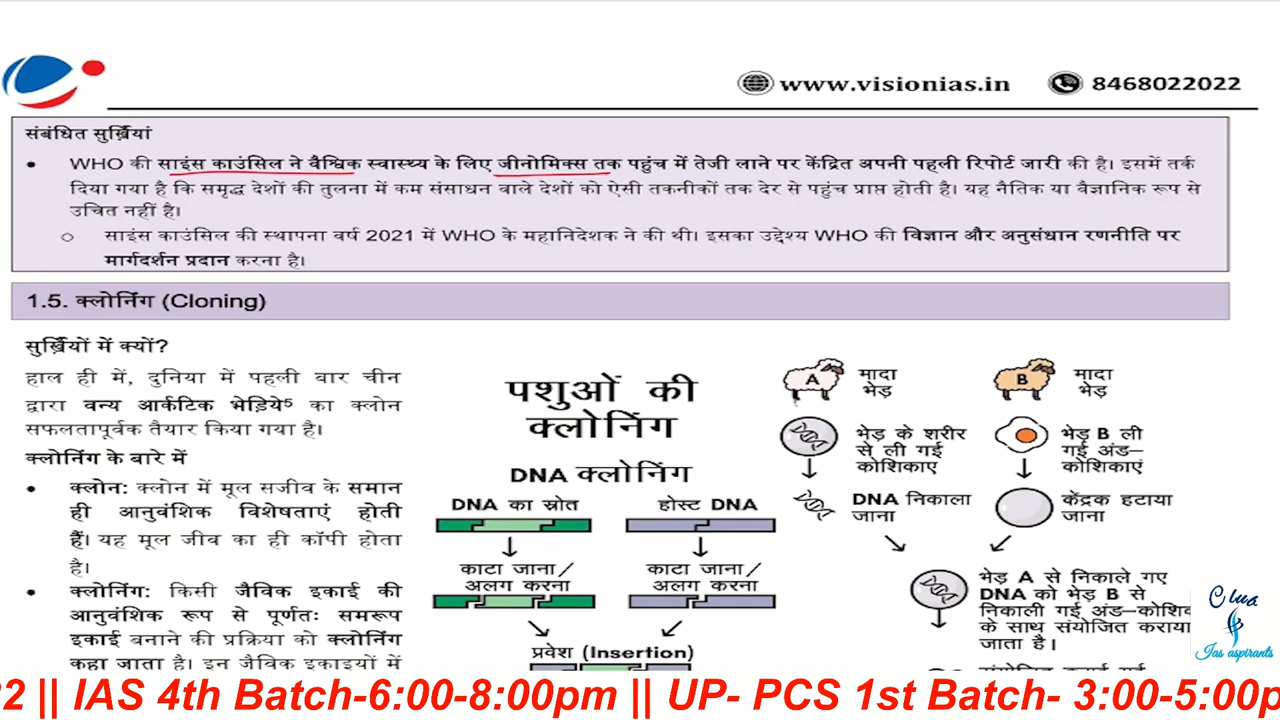 www.visionias.in 8468022022
संबंधित सुर्ख़ियां
• WHO की साइंस काउंसिल ने वैश्विक स्वास्थ्य के लिए जीनोमिक्स तक पहुंच में तेजी लाने पर केंद्रित अपनी पहली रिपोर्ट जारी की है। इसमें तर्क
दिया गया है कि समृद्ध देशों की तुलना में कम संसाधन वाले देशों को ऐसी तकनीकों तक देर से पहुंच प्राप्त होती है। यह नैतिक या वैज्ञानिक रूप से
उचित नहीं है।
○ साइंस काउंसिल की स्थापना वर्ष 2021 में WHO के महानिदेशक ने की थी। इसका उद्देश्य WHO की विज्ञान और अनुसंधान रणनीति पर
मार्गदर्शन प्रदान करना है।
1.5. क्लोनिंग (Cloning)
सुर्ख़ियों में क्यों?
हाल ही में, दुनिया में पहली बार चीन
द्वारा वन्य आर्कटिक भेड़िये5 का क्लोन
सफलतापूर्वक तैयार किया गया है।
क्लोनिंग के बारे में
• क्लोन: क्लोन में मूल सजीव के समान
ही आनुवंशिक विशेषताएं होती
हैं। यह मूल जीव का ही कॉपी होता
है।
• क्लोनिंग: किसी जैविक इकाई की
आनुवंशिक रूप से पूर्णतः समरूप
इकाई बनाने की प्रक्रिया को क्लोनिंग
कहा जाता है। इन जैविक इकाइयों में
पशुओं की
क्लोनिंग
DNA क्लोनिंग
DNA का स्रोत
होस्ट DNA
काटा जाना/
अलग करना
काटा जाना/
अलग करना
प्रवेश (Insertion)
A
मादा
भेड़
B
मादा
भेड़
भेड़ के शरीर
से ली गई
कोशिकाए
भेड़ B ली
गई अंड–
कोशिकाएं
DNA निकाला
जाना
केंद्रक हटाया
जाना
भेड़ A से निकाले गए
DNA को भेड़ B से
निकाली गई अंड–कोशिक
के साथ संयोजित कराया
जाता है।
Clue
Ias aspirants
22 || IAS 4th Batch-6:00-8:00pm || UP- PCS 1st Batch- 3:00-5:00p